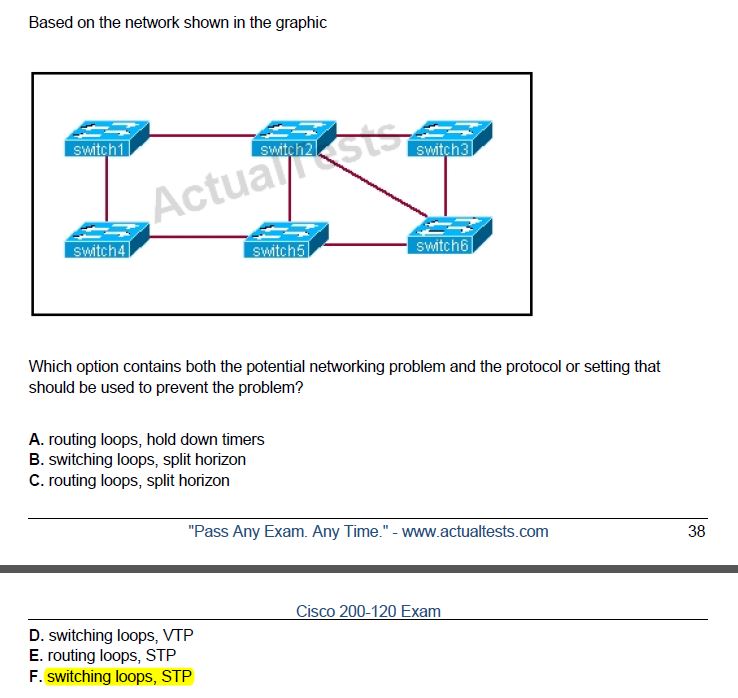 Based on the network shown in the graphic
switch1
switch2
switch3
ActualTests
switch4
switch5
switch6
Which option contains both the potential networking problem and the protocol or setting that
should be used to prevent the problem?
A. routing loops, hold down timers
B. switching loops, split horizon
C. routing loops, split horizon
"Pass Any Exam. Any Time." - www.actualtests.com 38
Cisco 200-120 Exam
D. switching loops, VTP
E. routing loops, STP
F. switching loops, STP